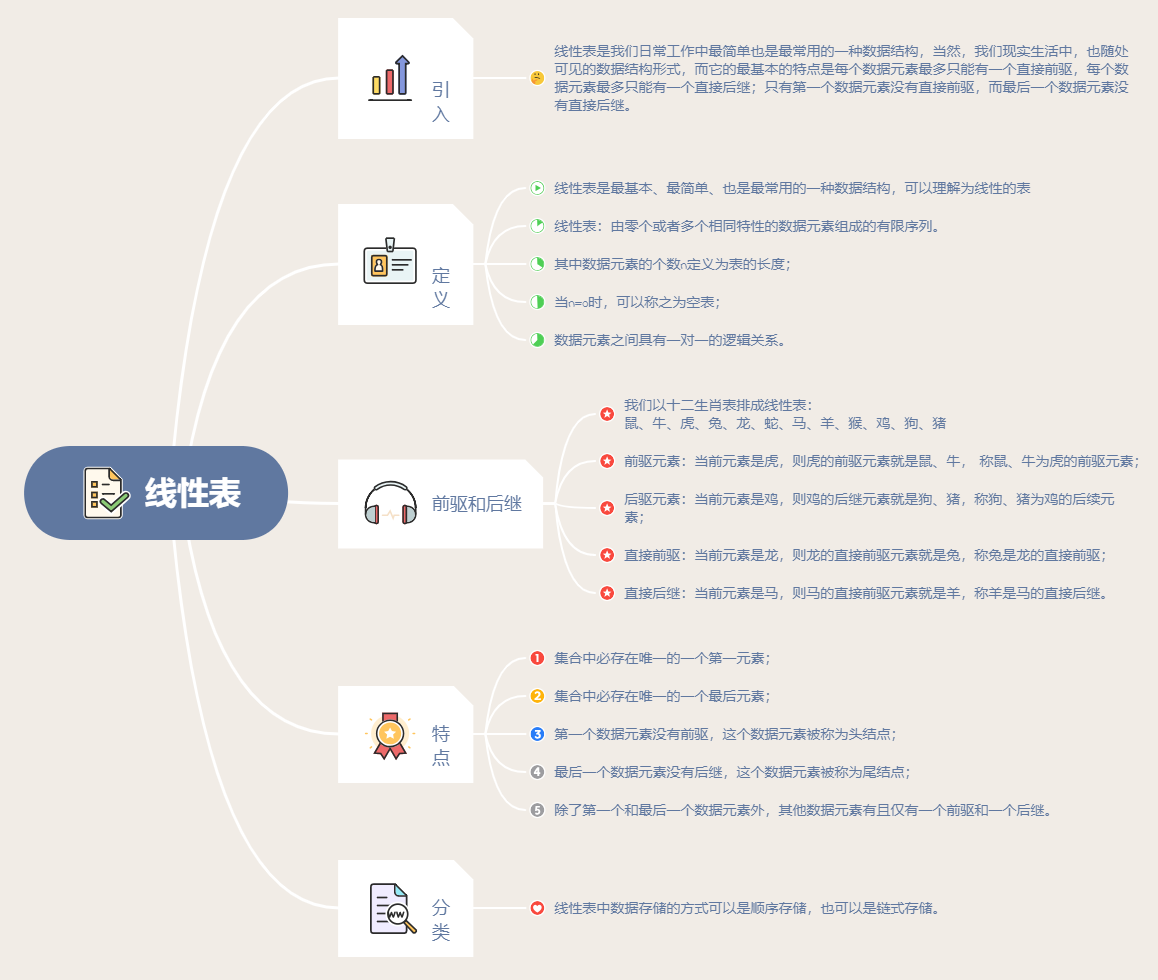 线性表
引
入
线性表是我们日常工作中最简单也是最常用的一种数据结构，当然，我们现实生活中，也随处
可见的数据结构形式，而它的最基本的特点是每个数据元素最多只能有一个直接前驱，每个数
据元素最多只能有一个直接后继；只有第一个数据元素没有直接前驱，而最后一个数据元素没
有直接后继。
定
义
线性表是最基本、最简单、也是最常用的一种数据结构，可以理解为线性的表
线性表：由零个或者多个相同特性的数据元素组成的有限序列。
其中数据元素的个数n定义为表的长度；
当n=0时，可以称之为空表；
数据元素之间具有一对一的逻辑关系。
前驱和后继
我们以十二生肖表排成线性表：
鼠、牛、虎、兔、龙、蛇、马、羊、猴、鸡、狗、猪
前驱元素：当前元素是虎，则虎的前驱元素就是鼠、牛， 称鼠、牛为虎的前驱元素；
后驱元素：当前元素是鸡，则鸡的后继元素就是狗、猪，称狗、猪为鸡的后续元
素；
直接前驱：当前元素是龙，则龙的直接前驱元素就是兔，称兔是龙的直接前驱；
直接后继：当前元素是马，则马的直接前驱元素就是羊，称羊是马的直接后继。
特
点
1 集合中必存在唯一的一个第一元素；
2 集合中必存在唯一的一个最后元素；
3 第一个数据元素没有前驱，这个数据元素被称为头结点；
4 最后一个数据元素没有后继，这个数据元素被称为尾结点；
5 除了第一个和最后一个数据元素外，其他数据元素有且仅有一个前驱和一个后继。
分
类
WW
线性表中数据存储的方式可以是顺序存储，也可以是链式存储。